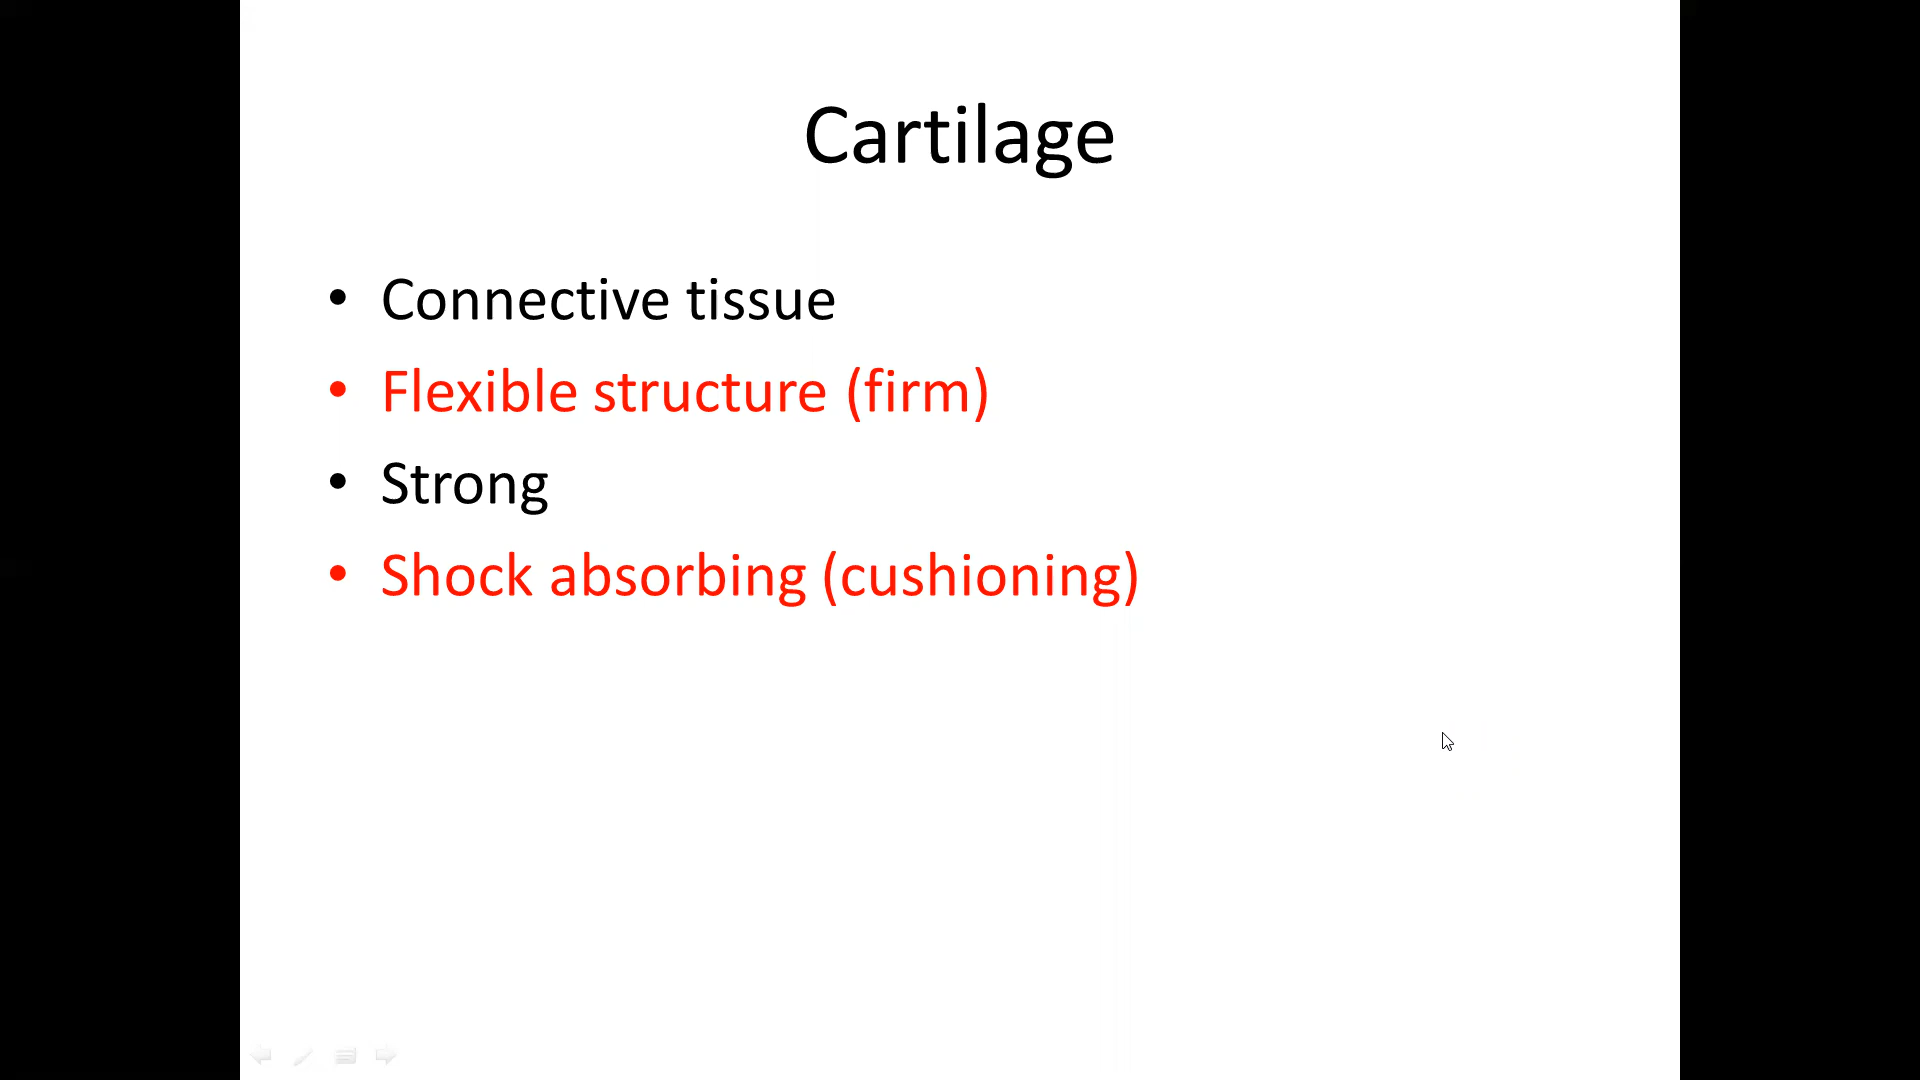 Cartilage
• Connective tissue
• Flexible structure (firm)
• Strong
• Shock absorbing (cushioning)